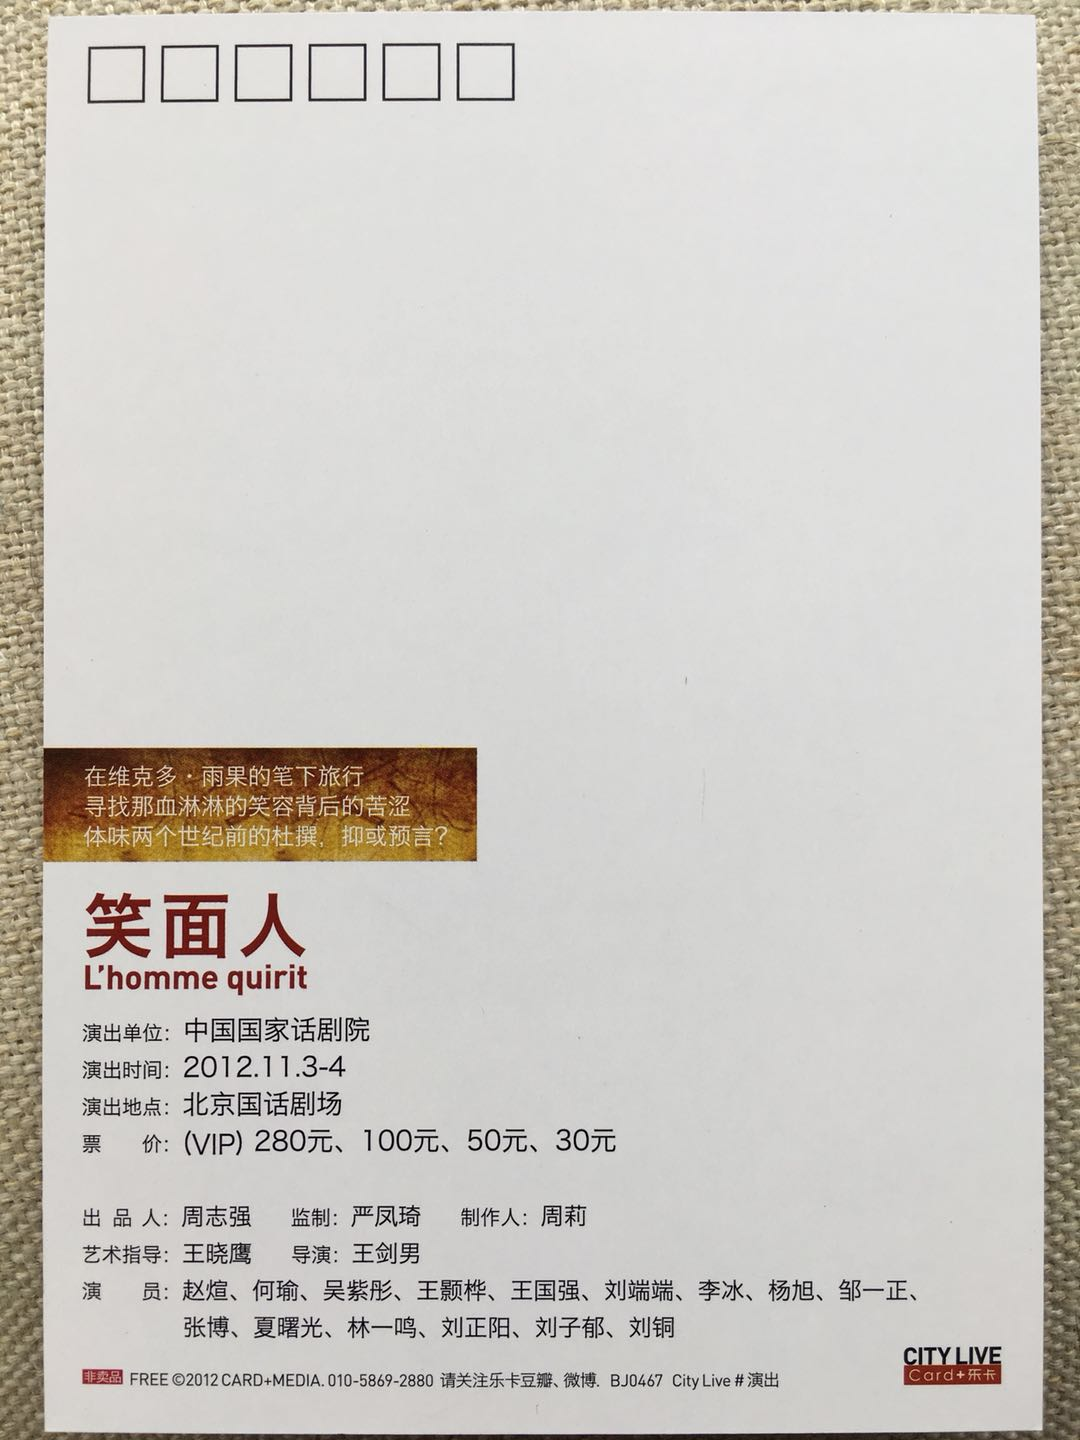 在维克多·雨果的笔下旅行
寻找那血淋淋的笑容背后的苦涩
体味两个世纪前的杜撰，抑或预言？
笑面人
L'homme quirit
演出单位：中国国家话剧院
演出时间：2012.11.3-4
演出地点：北京国话剧场
票 价：(VIP) 280元、100元、50元、30元
出 品 人：周志强 监制：严凤琦 制作人：周莉
艺术指导：王晓鹰 导演：王剑男
演 员：赵煊、何瑜、吴紫彤、王颢桦、王国强、刘端端、李冰、杨旭、邹一正、
张博、夏曙光、林一鸣、刘正阳、刘子郁、刘铜
CITY LIVE
Card+乐卡
非卖品 FREE ©2012 CARD+MEDIA. 010-5869-2880 请关注乐卡豆瓣、微博. BJ0467 City Live # 演出